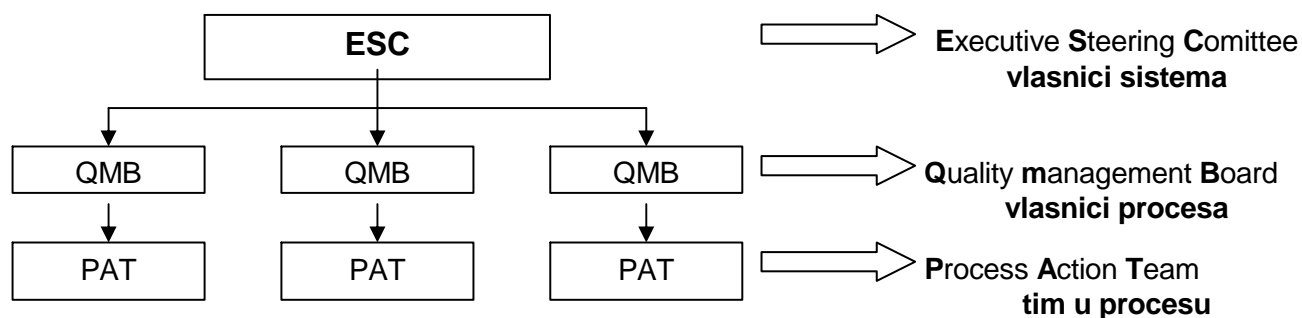 ESC
Executive Steering Comittee
vlasnici sistema
QMB QMB QMB
Quality management Board
vlasnici procesa
PAT PAT PAT
Process Action Team
tim u procesu